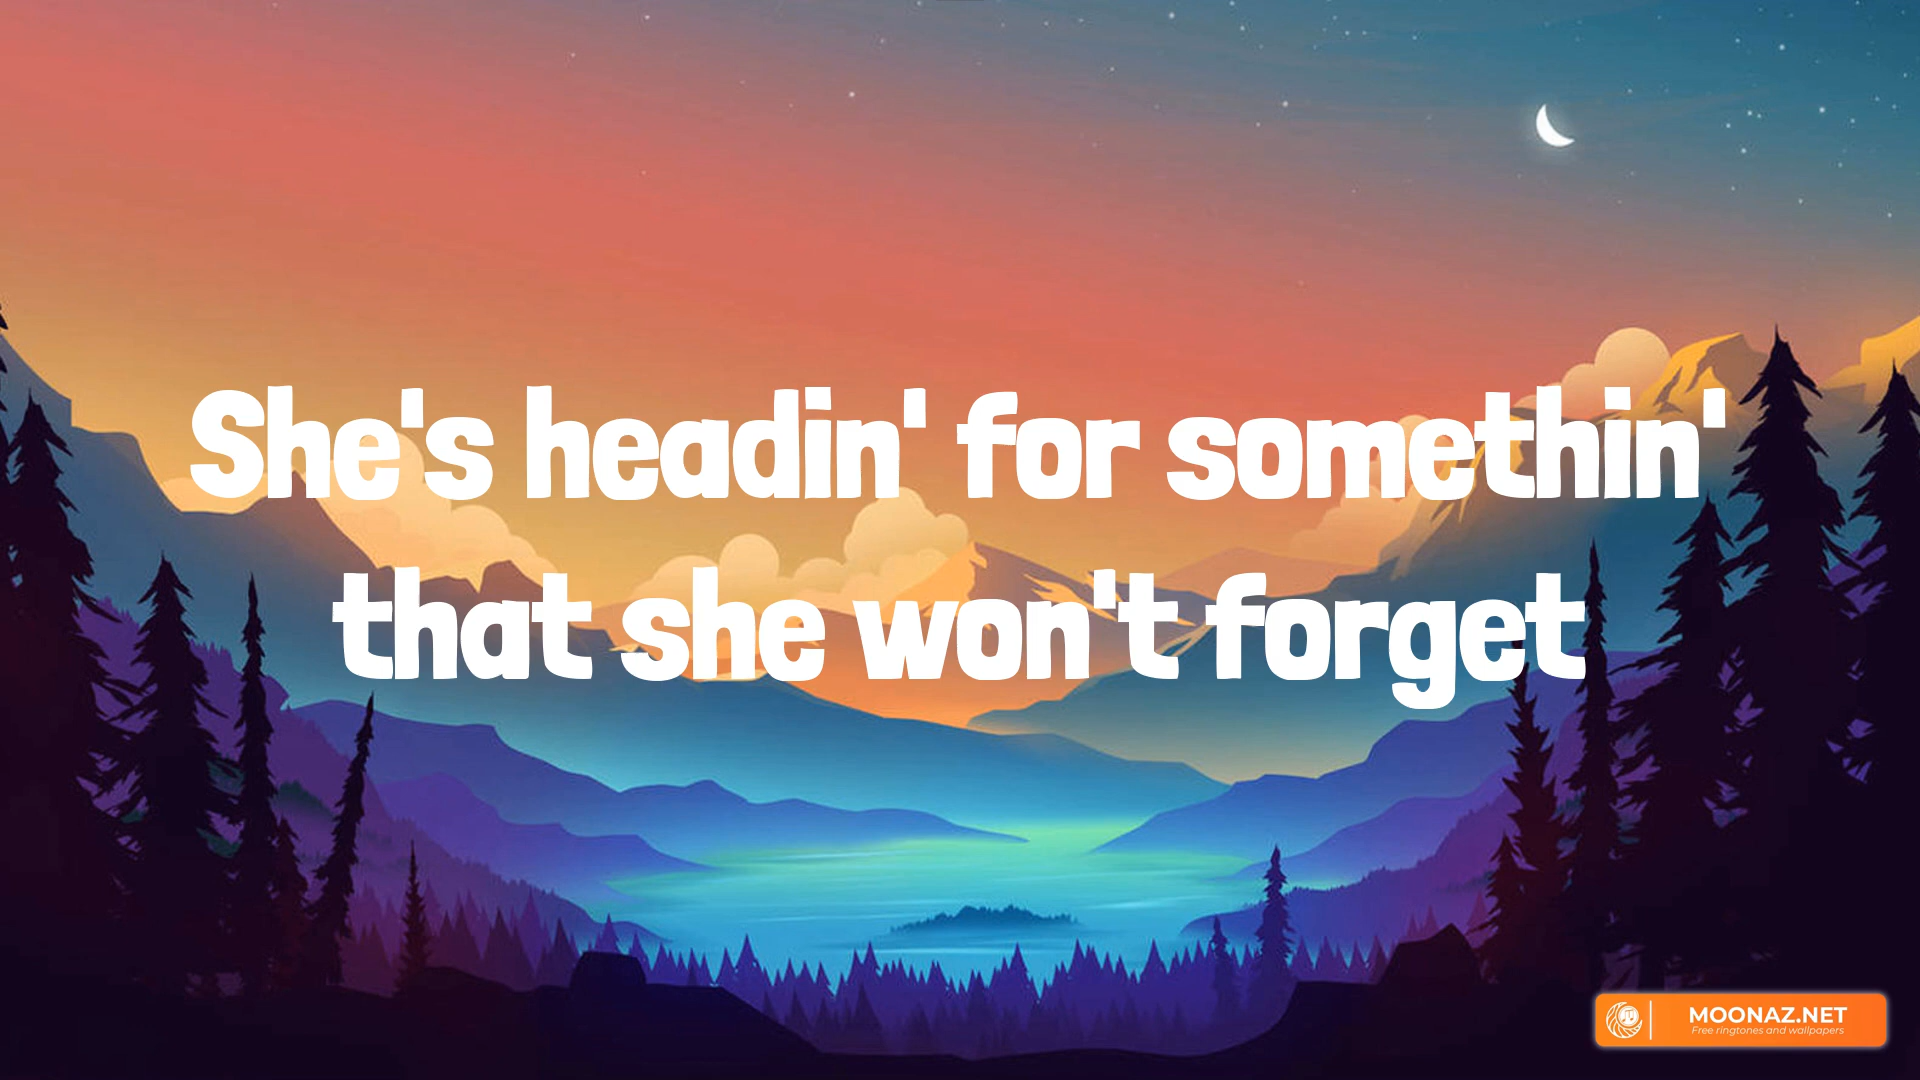 She's headin' for somethin'
that she won't forget
MOONAZ.NET
Free ringtones and wallpapers